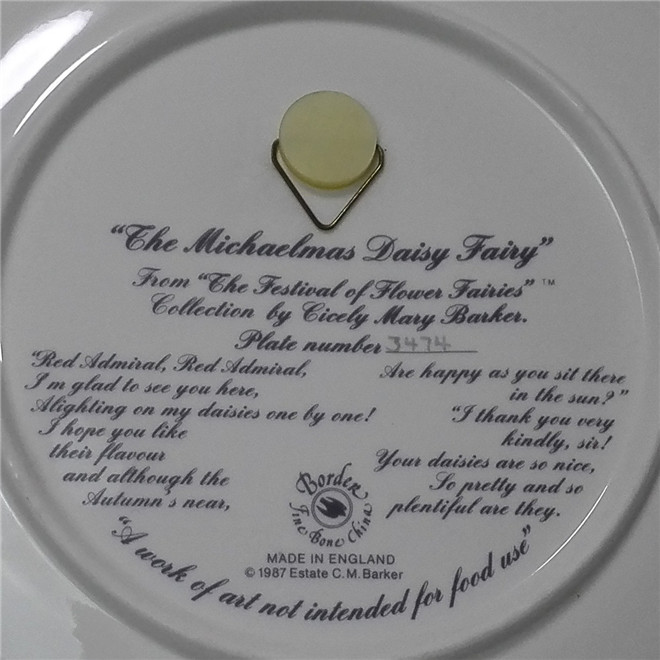 "The Michaelmas Daisy Fairy"
From "The Festival of Flower Fairies" ™
Collection by Cicely Mary Barker.
Plate number 3474
"Red Admiral, Red Admiral,
I'm glad to see you here,
Alighting on my daisies one by one!
I hope you like
their flavour
and although the
Autumn's near,
Are happy as you sit there
in the sun?"
"I thank you very
kindly, sir!
Your daisies are so nice,
So pretty and so
plentiful are they.
Border
Fine Bone China
MADE IN ENGLAND
© 1987 Estate C.M. Barker
"A work of art not intended for food use"